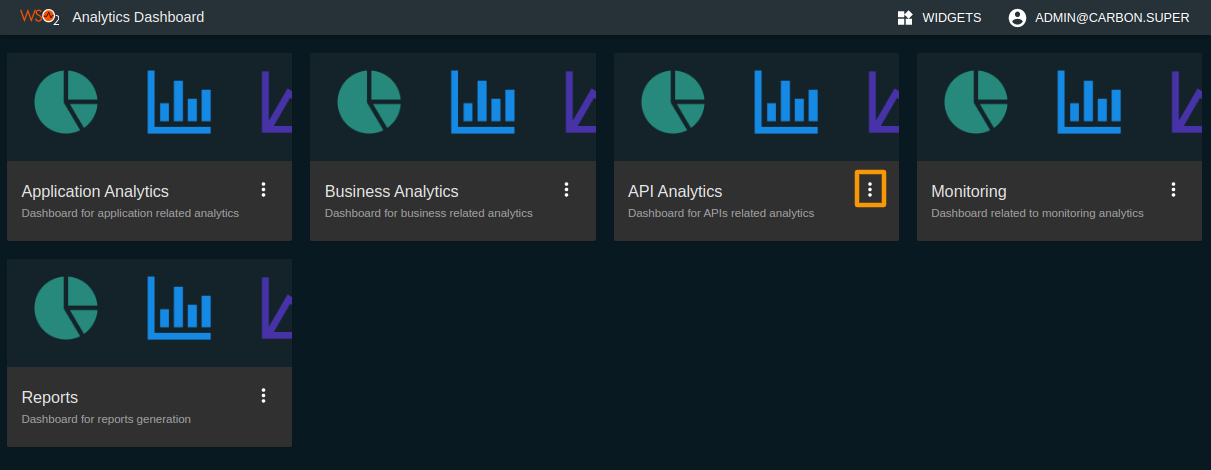 WSO2 Analytics Dashboard WIDGETS ADMIN@CARBON.SUPER
Application Analytics
Dashboard for application related analytics
Business Analytics
Dashboard for business related analytics
API Analytics
Dashboard for APIs related analytics
Monitoring
Dashboard related to monitoring analytics
Reports
Dashboard for reports generation